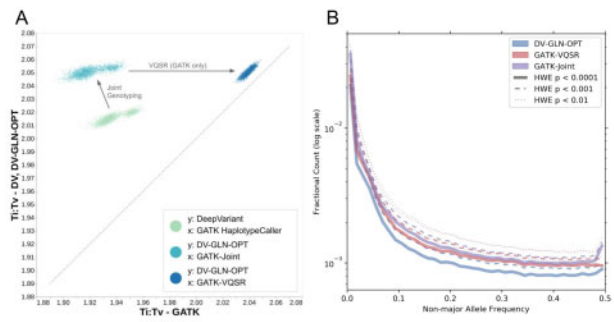 A
2.08
2.07
2.06
2.05
2.04
2.03
2.02
2.01
2.00
1.99
1.98
1.97
1.96
1.95
1.94
1.93
1.92
1.91
1.90
1.89
1.88
Ti:Tv - DV, DV-GLN-OPT
VQSR (GATK only)
Joint
Genotyping
y: DeepVariant
x: GATK HaplotypeCaller
y: DV-GLN-OPT
x: GATK-Joint
y: DV-GLN-OPT
x: GATK-VQSR
1.88 1.90 1.92 1.94 1.96 1.98 2.00 2.02 2.04 2.06 2.08
Ti:Tv - GATK
B
DV-GLN-OPT
GATK-VQSR
GATK-Joint
HWE p < 0.0001
HWE p < 0.001
HWE p < 0.01
Fractional Count (log scale)
10⁻²
10⁻³
0.0 0.1 0.2 0.3 0.4 0.5
Non-major Allele Frequency